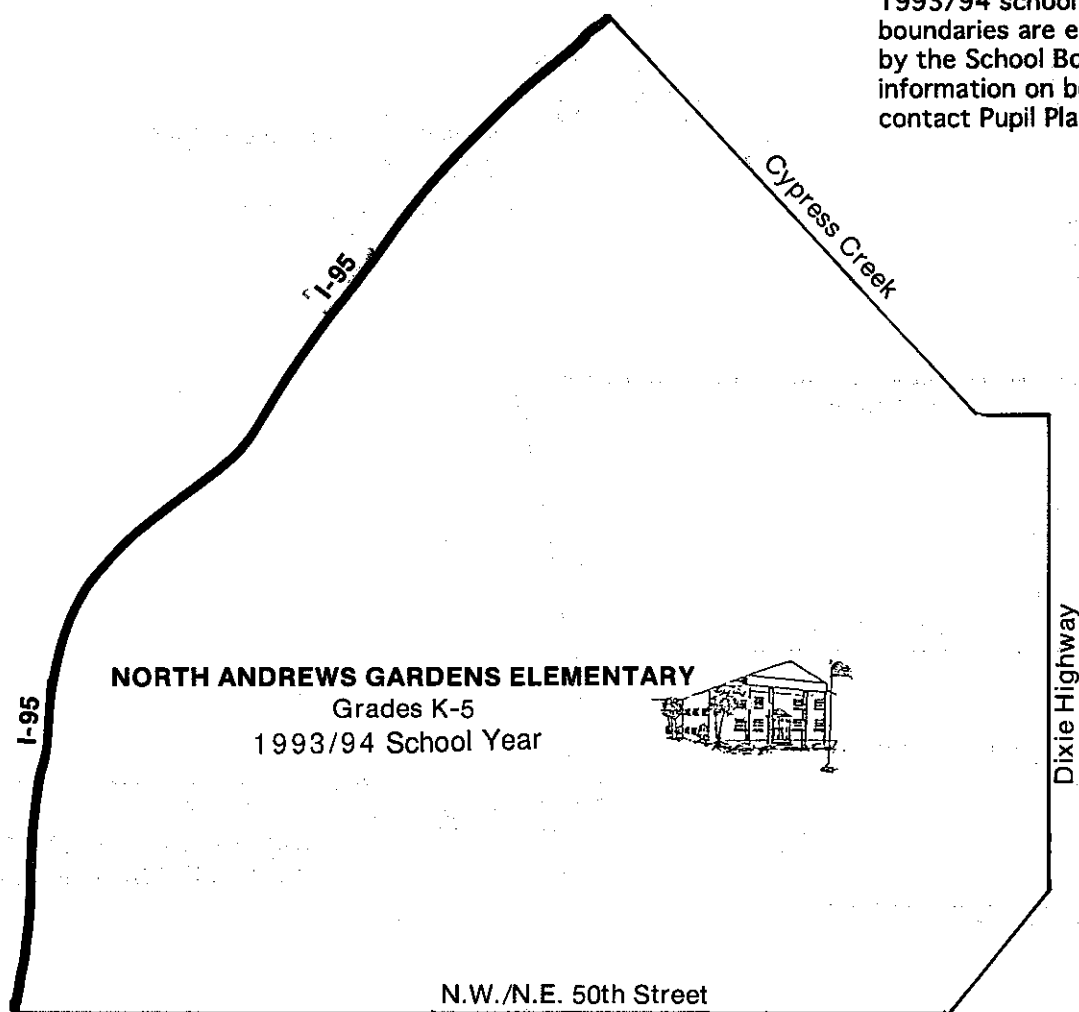 1993/94 school
boundaries are e
by the School Bo
information on b
contact Pupil Pla
Cypress Creek
I-95
Dixie Highway
I-95
NORTH ANDREWS GARDENS ELEMENTARY
Grades K-5
1993/94 School Year
N.W./N.E. 50th Street